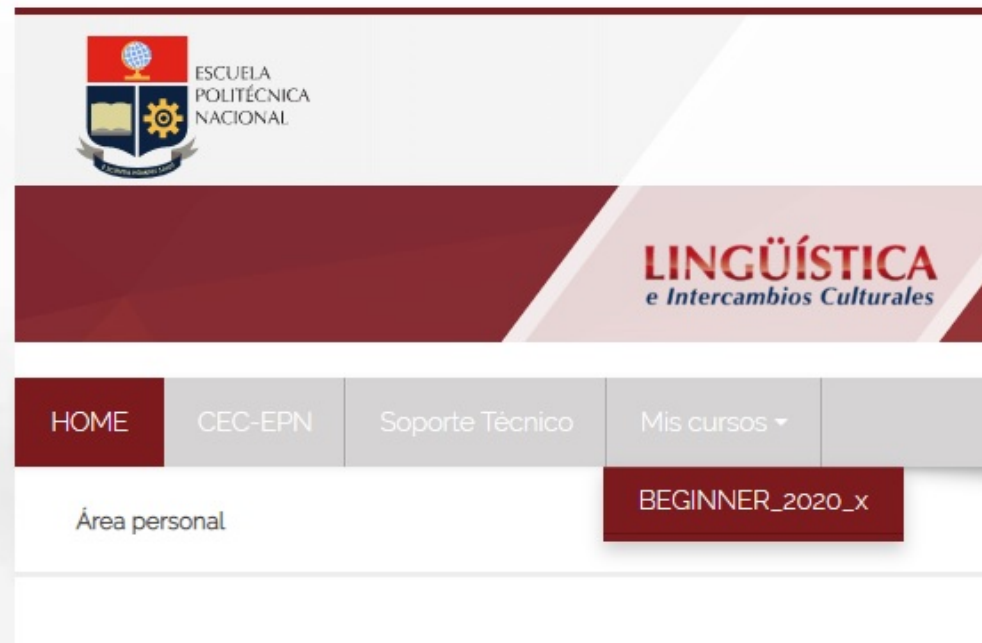 ESCUELA
POLITÉCNICA
NACIONAL
LINGÜÍSTICA
e Intercambios Culturales
HOME CEC-EPN Soporte Técnico Mis cursos
BEGINNER_2020_x
Área personal